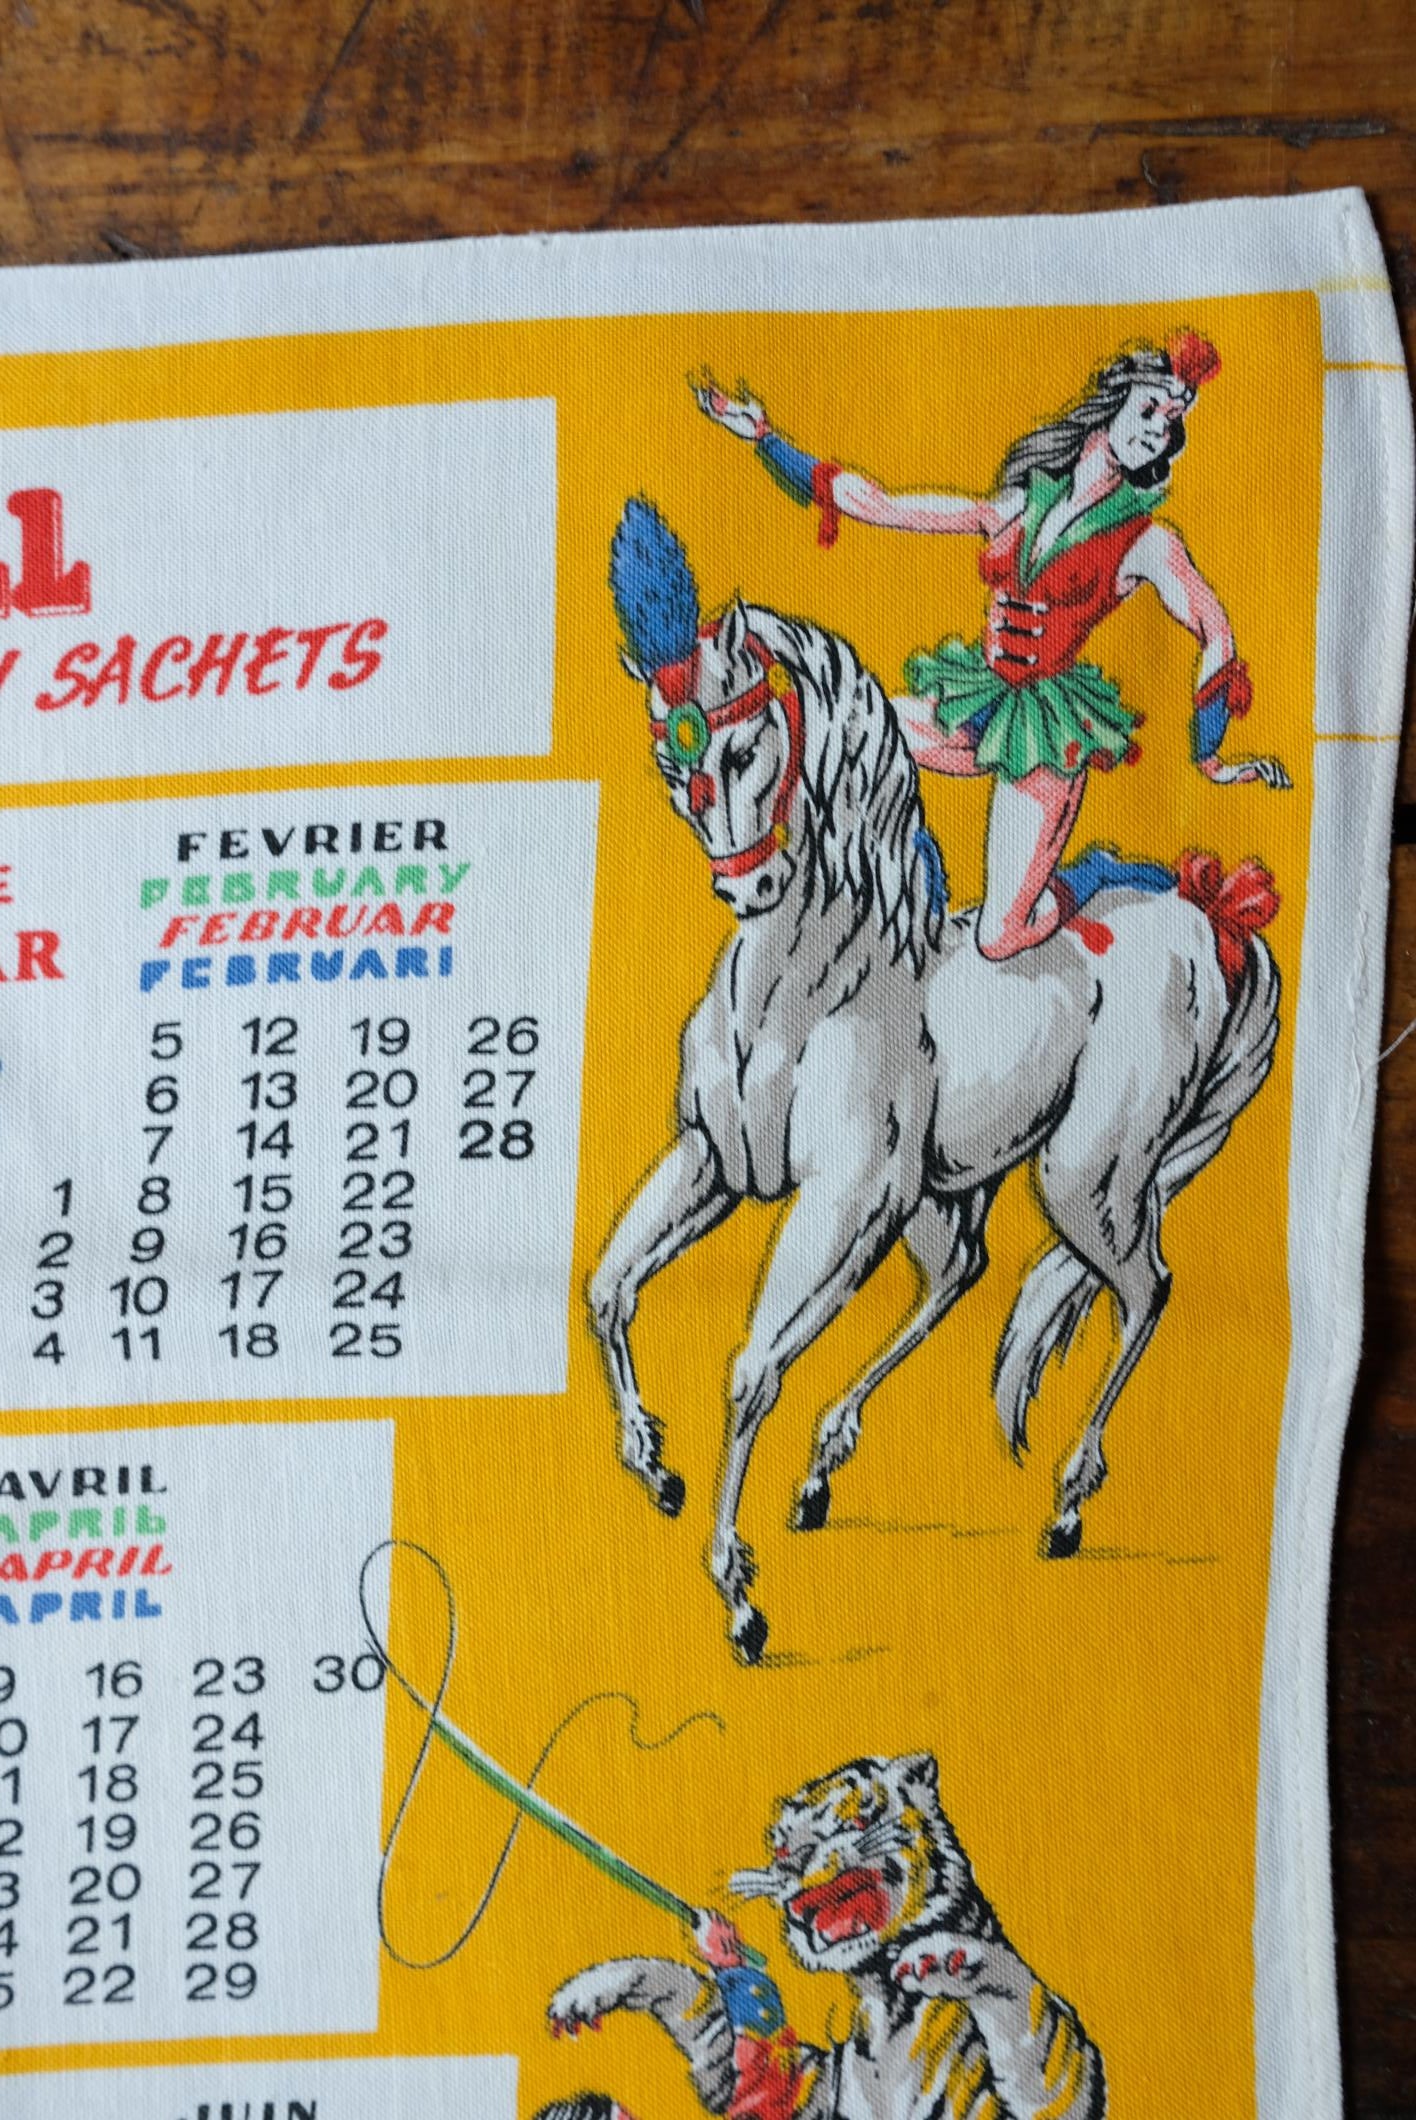 SACHETS
FEVRIER
FEBRUARY
FEBRUAR
FEBRUARI
5 12 19 26
6 13 20 27
7 14 21 28
1 8 15 22
2 9 16 23
3 10 17 24
4 11 18 25
AVRIL
APRIL
APRIL
APRIL
16 23 30
17 24
18 25
19 26
20 27
21 28
22 29
JUIN